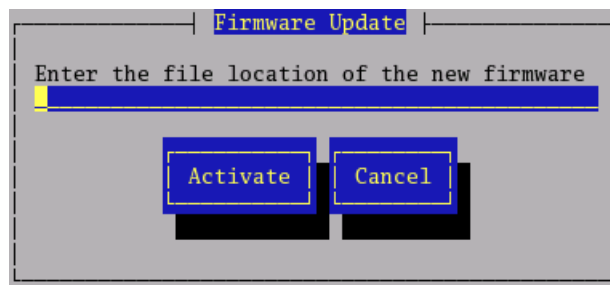 Firmware Update
Enter the file location of the new firmware
Activate Cancel